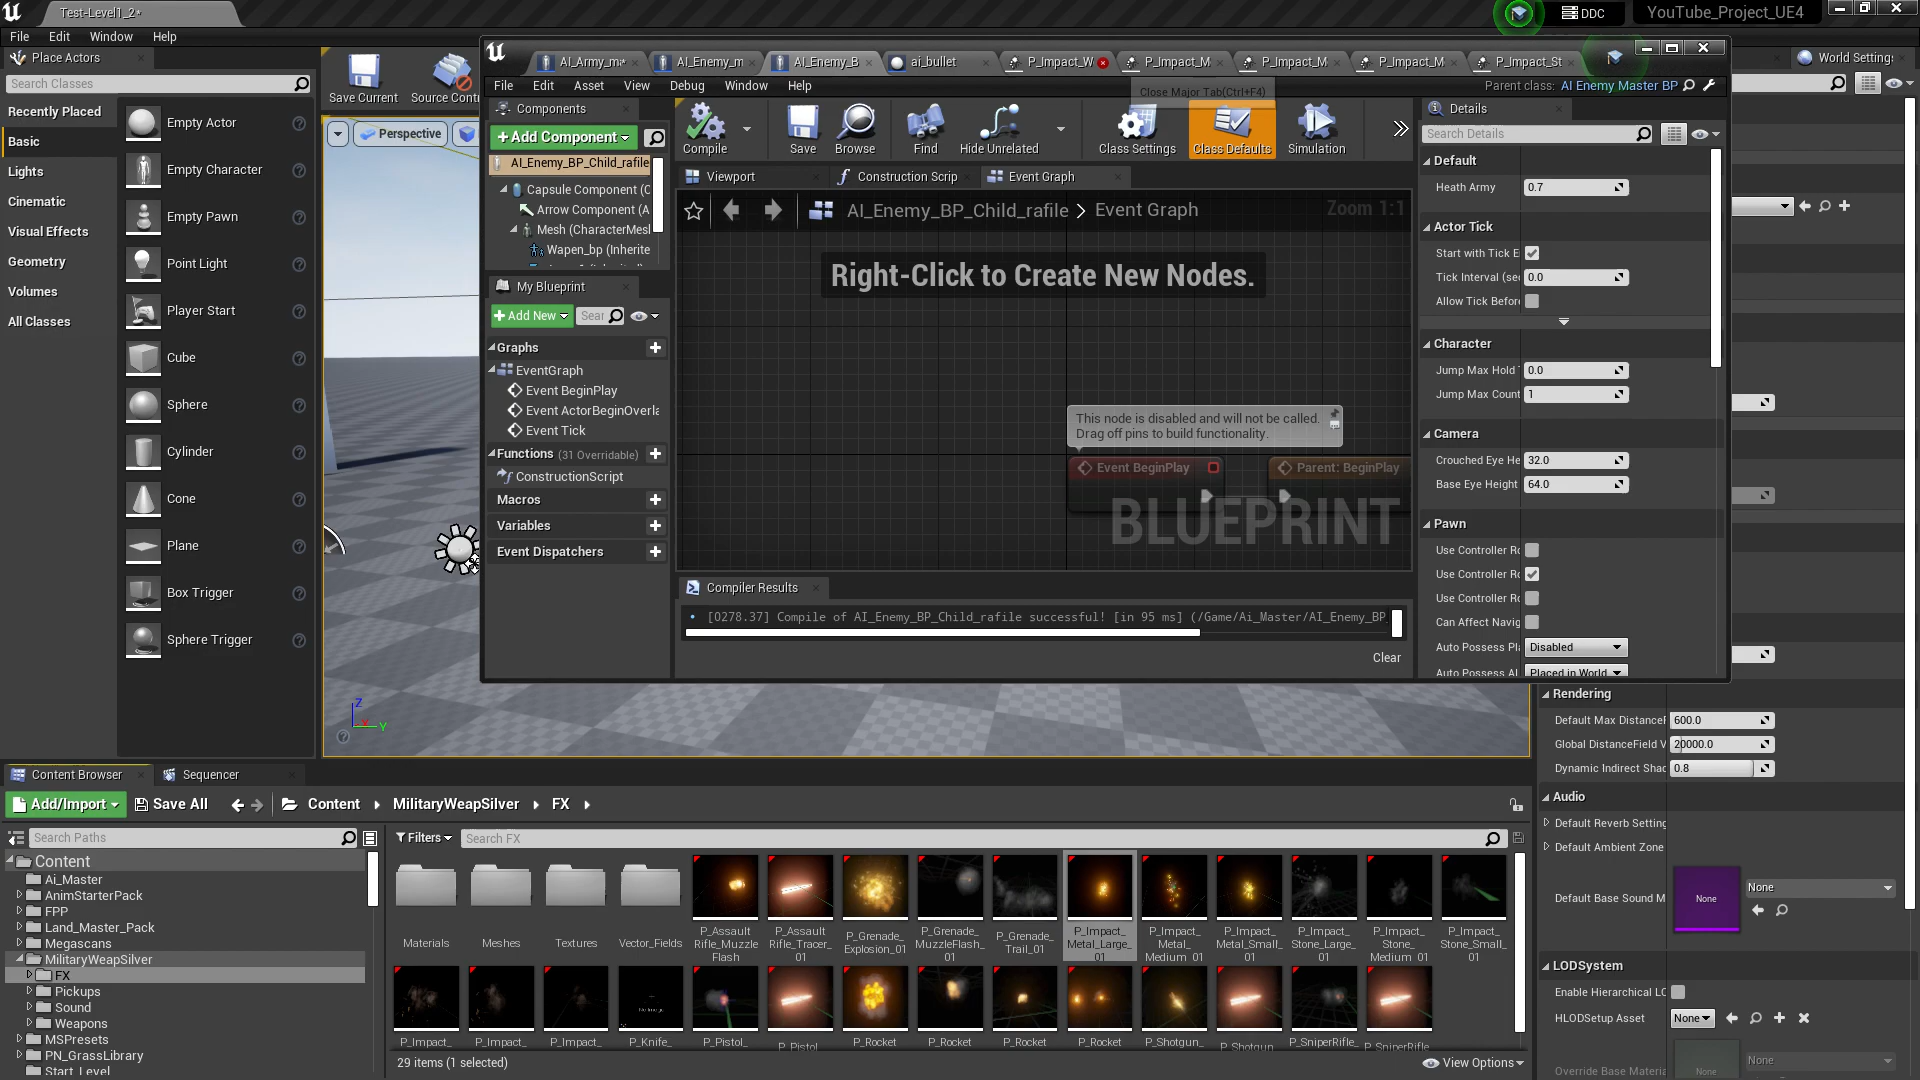 Test-Level1_2*
DDC
YouTube_Project_UE4
File Edit Window Help
Place Actors
Search Classes
Recently Placed
Basic
Lights
Cinematic
Visual Effects
Geometry
Volumes
All Classes
Empty Actor
Empty Character
Empty Pawn
Point Light
Player Start
Cube
Sphere
Cylinder
Cone
Plane
Box Trigger
Sphere Trigger
Save Current
Source Contr
Perspective
AI_Army_m*
AI_Enemy_m
AI_Enemy_B
ai_bullet
P_Impact_W
P_Impact_M
P_Impact_M
P_Impact_M
P_Impact_St
File Edit Asset View Debug Window Help
Close Major Tab(Ctrl+F4)
Parent class: AI Enemy Master BP
World Settings
Components
Add Component
AI_Enemy_BP_Child_rafile
Capsule Component (C
Arrow Component (A
Mesh (CharacterMesh
Wapen_bp (Inherite
My Blueprint
Add New
Sear
Graphs
EventGraph
Event BeginPlay
Event ActorBeginOverla
Event Tick
Functions (31 Overridable)
ConstructionScript
Macros
Variables
Event Dispatchers
Compile
Save
Browse
Find
Hide Unrelated
Class Settings
Class Defaults
Simulation
Viewport
Construction Scrip
Event Graph
AI_Enemy_BP_Child_rafile > Event Graph
Zoom 1:1
Right-Click to Create New Nodes.
This node is disabled and will not be called.
Drag off pins to build functionality.
Event BeginPlay
Parent: BeginPlay
BLUEPRINT
Compiler Results
[0278.37] Compile of AI_Enemy_BP_Child_rafile successful! [in 95 ms] (/Game/Ai_Master/AI_Enemy_BP_
Clear
Details
Search Details
Default
Heath Army 0.7
Actor Tick
Start with Tick E
Tick Interval (sec 0.0
Allow Tick Before
Character
Jump Max Hold T 0.0
Jump Max Count 1
Camera
Crouched Eye He 32.0
Base Eye Height 64.0
Pawn
Use Controller Ro
Use Controller Ro
Use Controller Ro
Can Affect Navig
Auto Possess Pl Disabled
Auto Possess AI Placed in World
Z
X
Y
Rendering
Default Max DistanceF 600.0
Global DistanceField V 20000.0
Dynamic Indirect Shad 0.8
Audio
Default Reverb Setting
Default Ambient Zone
Default Base Sound M None None
LODSystem
Enable Hierarchical LO
HLODSetup Asset None
Override Base Materia None None
Content Browser
Sequencer
Add/Import
Save All
Content
MilitaryWeapSilver
FX
Search Paths
Filters
Search FX
Content
Ai_Master
AnimStarterPack
FPP
Land_Master_Pack
Megascans
MilitaryWeapSilver
FX
Pickups
Sound
Weapons
MSPresets
PN_GrassLibrary
Start_Level
Materials
Meshes
Textures
Vector_Fields
P_Assault
Rifle_Muzzle
Flash
P_Assault
Rifle_Tracer_
01
P_Grenade_
Explosion_01
P_Grenade_
MuzzleFlash_
01
P_Grenade_
Trail_01
P_Impact_
Metal_Large_
01
P_Impact_
Metal_
Medium_01
P_Impact_
Metal_Small_
01
P_Impact_
Stone_Large_
01
P_Impact_
Stone_
Medium_01
P_Impact_
Stone_Small_
01
P_Impact_
P_Impact_
P_Impact_
P_Knife_
P_Pistol_
P_Pistol
P_Rocket
P_Rocket
P_Rocket
P_Rocket
P_Shotgun_
P_Shotgun
P_SniperRifle_
P_SniperRifle
29 items (1 selected)
View Options